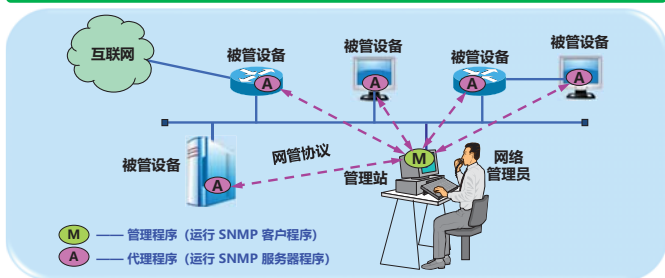 互联网
被管设备
A
被管设备
A
被管设备
A
被管设备
A
被管设备
A
网管协议
M
管理站
网络
管理员
M —— 管理程序（运行 SNMP 客户程序）
A —— 代理程序（运行 SNMP 服务器程序）